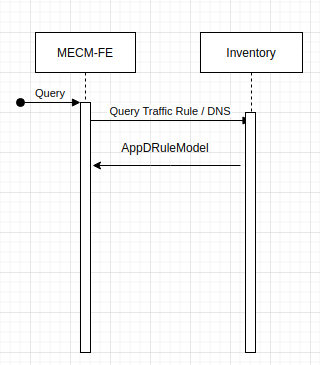 MECM-FE
Inventory
Query
Query Traffic Rule / DNS
AppDRuleModel